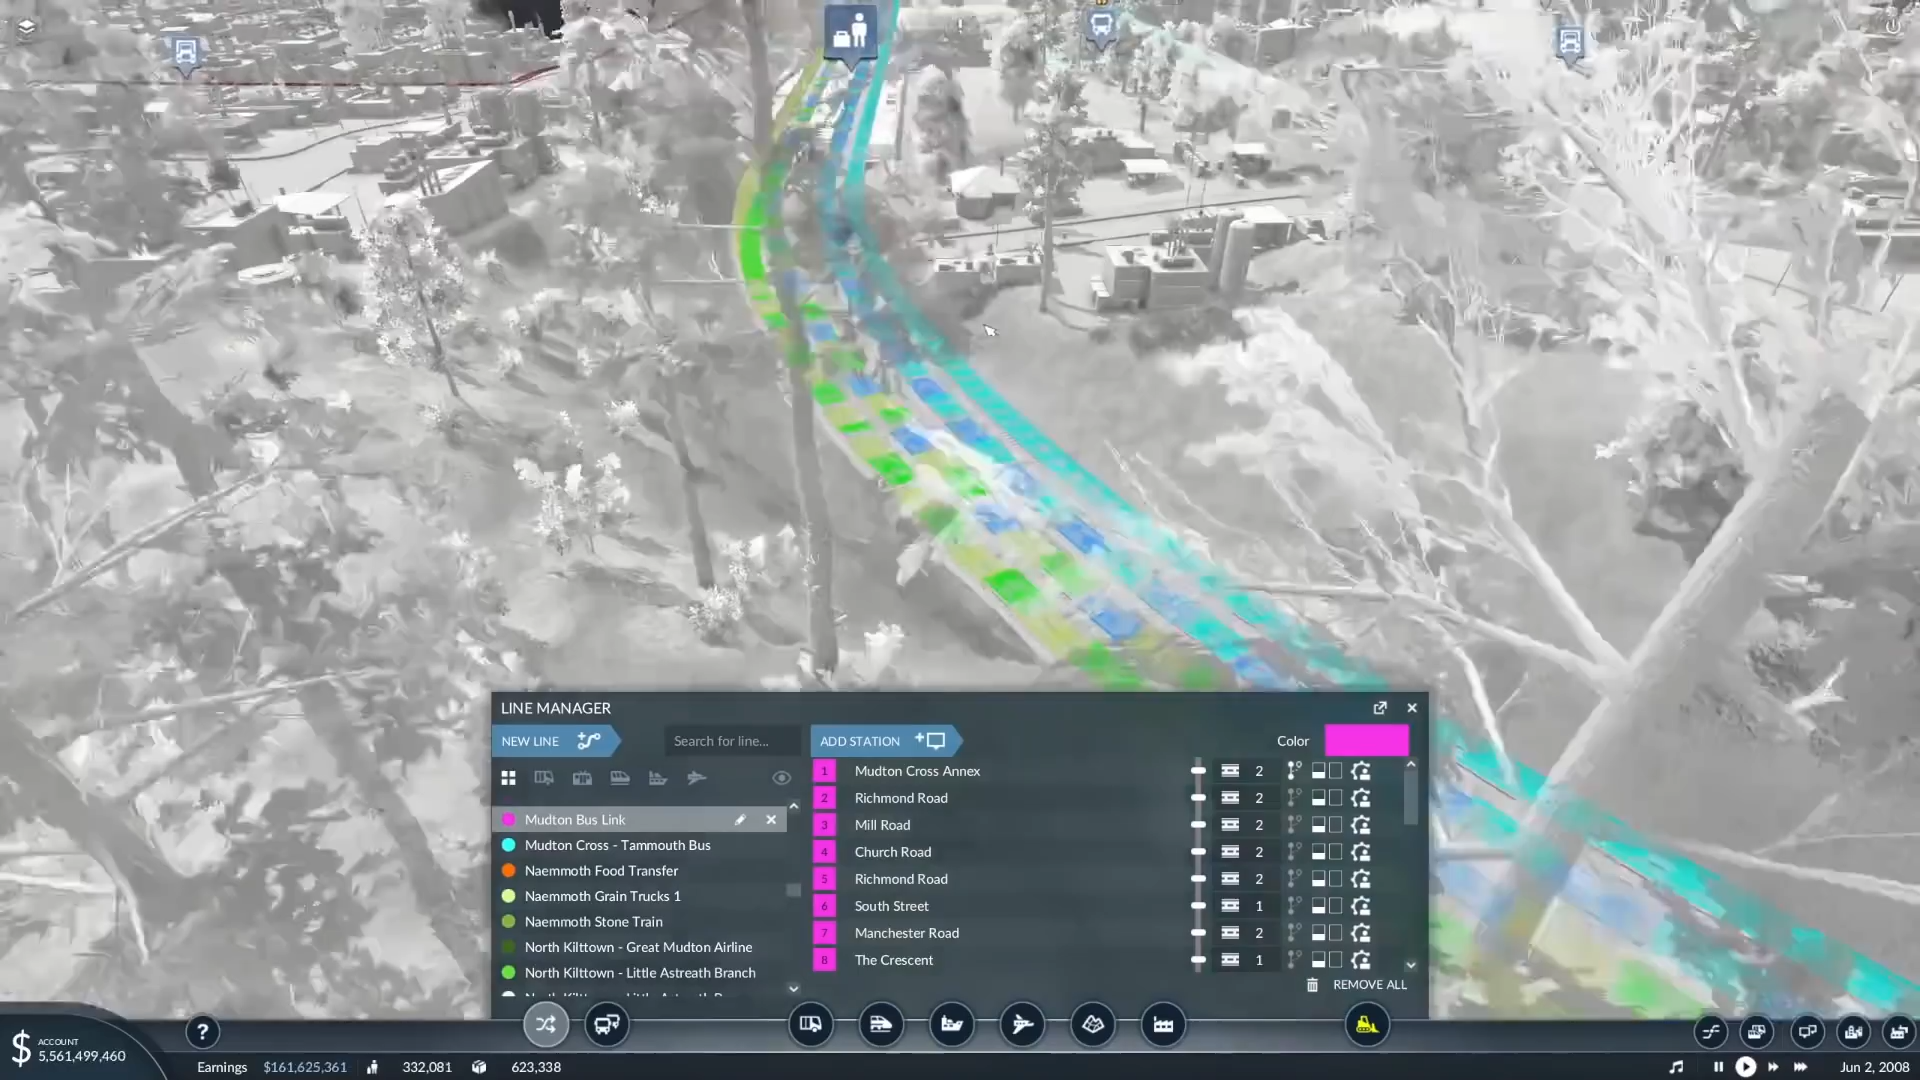 LINE MANAGER
NEW LINE
Search for line...
ADD STATION
Color
Mudton Bus Link
Mudton Cross - Tammouth Bus
Naemmoth Food Transfer
Naemmoth Grain Trucks 1
Naemmoth Stone Train
North Kilttown - Great Mudton Airline
North Kilttown - Little Astreath Branch
1 Mudton Cross Annex 2
2 Richmond Road 2
3 Mill Road 2
4 Church Road 2
5 Richmond Road 2
6 South Street 1
7 Manchester Road 2
8 The Crescent 1
REMOVE ALL
?
$ ACCOUNT
5,561,499,460
Earnings $161,625,361 332,081 623,338
Jun 2, 2008